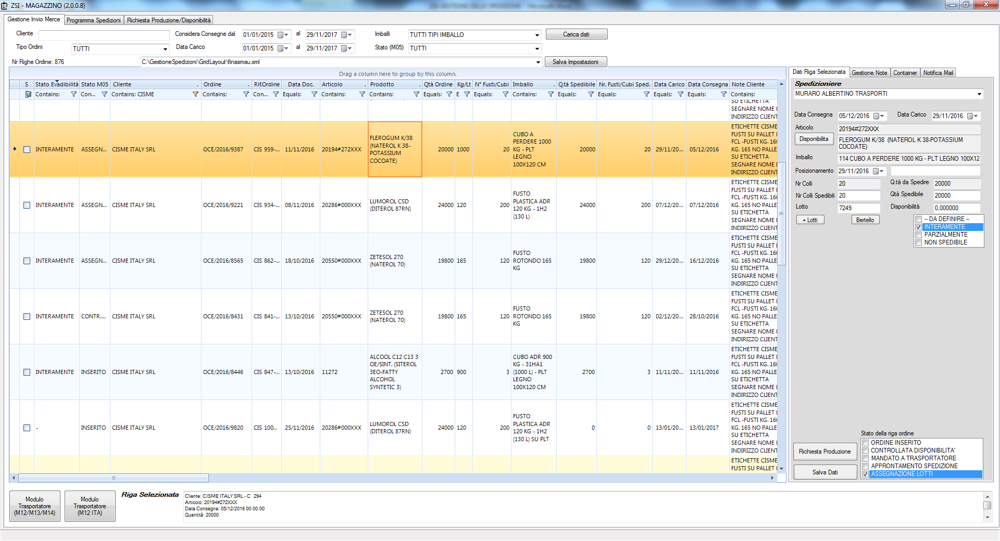 ZSI - MAGAZZINO (2.0.0.8)
Gestione Invio Merce Programma Spedizioni Richiesta Produzione/Disponibilità
Cliente Considera Consegne dal 01/01/2015 al 29/11/2017 Imballi TUTTI TIPI IMBALLO Carica dati
Tipo Ordini TUTTI Data Carico 01/01/2015 al 29/11/2017 Stato (M05) TUTTI
Nr Righe Ordine: 876 C:\GestioneSpedizioni\GridLayout\finasmau.xml Salva Impostazioni
Drag a column here to group by this column.
S Stato Evadibilità Stato M05 Cliente Ordine Rif.Ordine Data Doc. Articolo Prodotto Qtà Ordine Kg/Lt N° Fusti/Cubi Imballo Q.tà Spedibile Nr. Fusti/Cubi Sped. Data Carico Data Consegna Note Cliente
Contains: Con... Contains: CISME Contains: Con... Equals: Contains: Contains: Equals: E Equals: Contains: Equals: Equals: Equals: Equals: Contains:
SU ETICHETTA
SEGNARE NOME
INDIRIZZO CLIENT
INTERAMENTE ASSEGN... CISME ITALY SRL OCE/2016/9387 CIS 959-... 11/11/2016 20194#272XXX
FLEROGUM K/38
(NATEROL K 38-
POTASSIUM
COCOATE)
20000 1000 20
CUBO A
PERDERE 1000
KG - PLT
LEGNO
100X120 CM
20000 20 29/11/20... 05/12/2016
ETICHETTE CISME
FUSTI SU PALLET
FCL -FUSTI KG. 160
KG. 165 NO PALLE
SU ETICHETTA
SEGNARE NOME
INDIRIZZO CLIENT
INTERAMENTE ASSEGN... CISME ITALY SRL OCE/2016/9221 CIS 934-... 08/11/2016 20286#000XXX
LUMOROL CSD
(DITEROL 87RN)
24000 120 200
FUSTO
PLASTICA ADR
120 KG - 1H2
(130 L)
24000 200 07/12/20... 07/12/2016
ETICHETTE CISME
FUSTI SU PALLET
FCL -FUSTI KG. 160
KG. 165 NO PALLE
SU ETICHETTA
SEGNARE NOME
INDIRIZZO CLIENT
INTERAMENTE ASSEGN... CISME ITALY SRL OCE/2016/8565 CIS 862-... 18/10/2016 20550#000XXX
ZETESOL 270
(NATEROL 70)
19800 165 120
FUSTO
ROTONDO 165
KG
19800 120 29/12/20... 16/12/2016
ETICHETTE CISME
FUSTI SU PALLET
FCL -FUSTI KG. 160
KG. 165 NO PALLE
SU ETICHETTA
SEGNARE NOME
INDIRIZZO CLIENT
INTERAMENTE CONTR.... CISME ITALY SRL OCE/2016/8431 CIS 841-... 13/10/2016 20550#000XXX
ZETESOL 270
(NATEROL 70)
19800 165 120
FUSTO
ROTONDO 165
KG
19800 120 02/12/20... 28/10/2016
ETICHETTE CISME
FUSTI SU PALLET
FCL -FUSTI KG. 160
KG. 165 NO PALLE
SU ETICHETTA
SEGNARE NOME
INDIRIZZO CLIENT
INTERAMENTE INSERITO CISME ITALY SRL OCE/2016/8446 CIS 847-... 13/10/2016 11272
ALCOOL C12 C13 3
OE/SINT. (SITEROL
3EO-FATTY
ALCOHOL
SYNTETIC 3)
2700 900 3
CUBO ADR 900
KG - 31HA1
(1000 L) - PLT
LEGNO
100X120 CM
2700 3 11/11/20... 11/11/2016
ETICHETTE CISME
FUSTI SU PALLET
FCL -FUSTI KG. 160
KG. 165 NO PALLE
SU ETICHETTA
SEGNARE NOME
INDIRIZZO CLIENT
- INSERITO CISME ITALY SRL OCE/2016/9820 CIS 100... 25/11/2016 20286#000XXX
LUMOROL CSD
(DITEROL 87RN)
24000 120 200
FUSTO
PLASTICA ADR
120 KG - 1H2
(130 L) SU PLT
0 0 13/01/20... 13/01/2017
ETICHETTE CISME
FUSTI SU PALLET
FCL -FUSTI KG. 160
KG. 165 NO PALLE
SU ETICHETTA
SEGNARE NOME
INDIRIZZO CLIENT
ETICHETTE CISME
FUSTI SU PALLET
Dati Riga Selezionata Gestione Note Container Notifica Mail
Spedizioniere
MURARO ALBERTINO TRASPORTI
Data Consegna 05/12/2016 Data Carico 29/11/2016
Articolo 20194#272XXX
Disponibilita FLEROGUM K/38 (NATEROL K 38-POTASSIUM
COCOATE)
Imballo 114 CUBO A PERDERE 1000 KG - PLT LEGNO 100X12
Posizionamento 29/11/2016
Nr Colli 20 Q.tà da Spedire 20000
Nr Colli Spedibili 20 Qtà Spedibile 20000
Lotto 7249 Disponibilità 0,000000
+ Lotti Bertello
-- DA DEFINIRE --
INTERAMENTE
PARZIALMENTE
NON SPEDIBILE
Stato della riga ordine
Richiesta Produzione
Salva Dati
ORDINE INSERITO
CONTROLLATA DISPONIBILITA'
MANDATO A TRASPORTATORE
APPRONTAMENTO SPEDIZIONE
ASSEGNAZIONE LOTTI
Modulo
Trasportatore
(M12/M13/M14)
Modulo
Trasportatore
(M12 ITA)
Riga Selezionata
Cliente: CISME ITALY SRL - C 294
Articolo: 20194#272XXX
Data Consegna: 05/12/2016 00:00:00
Quantità: 20000